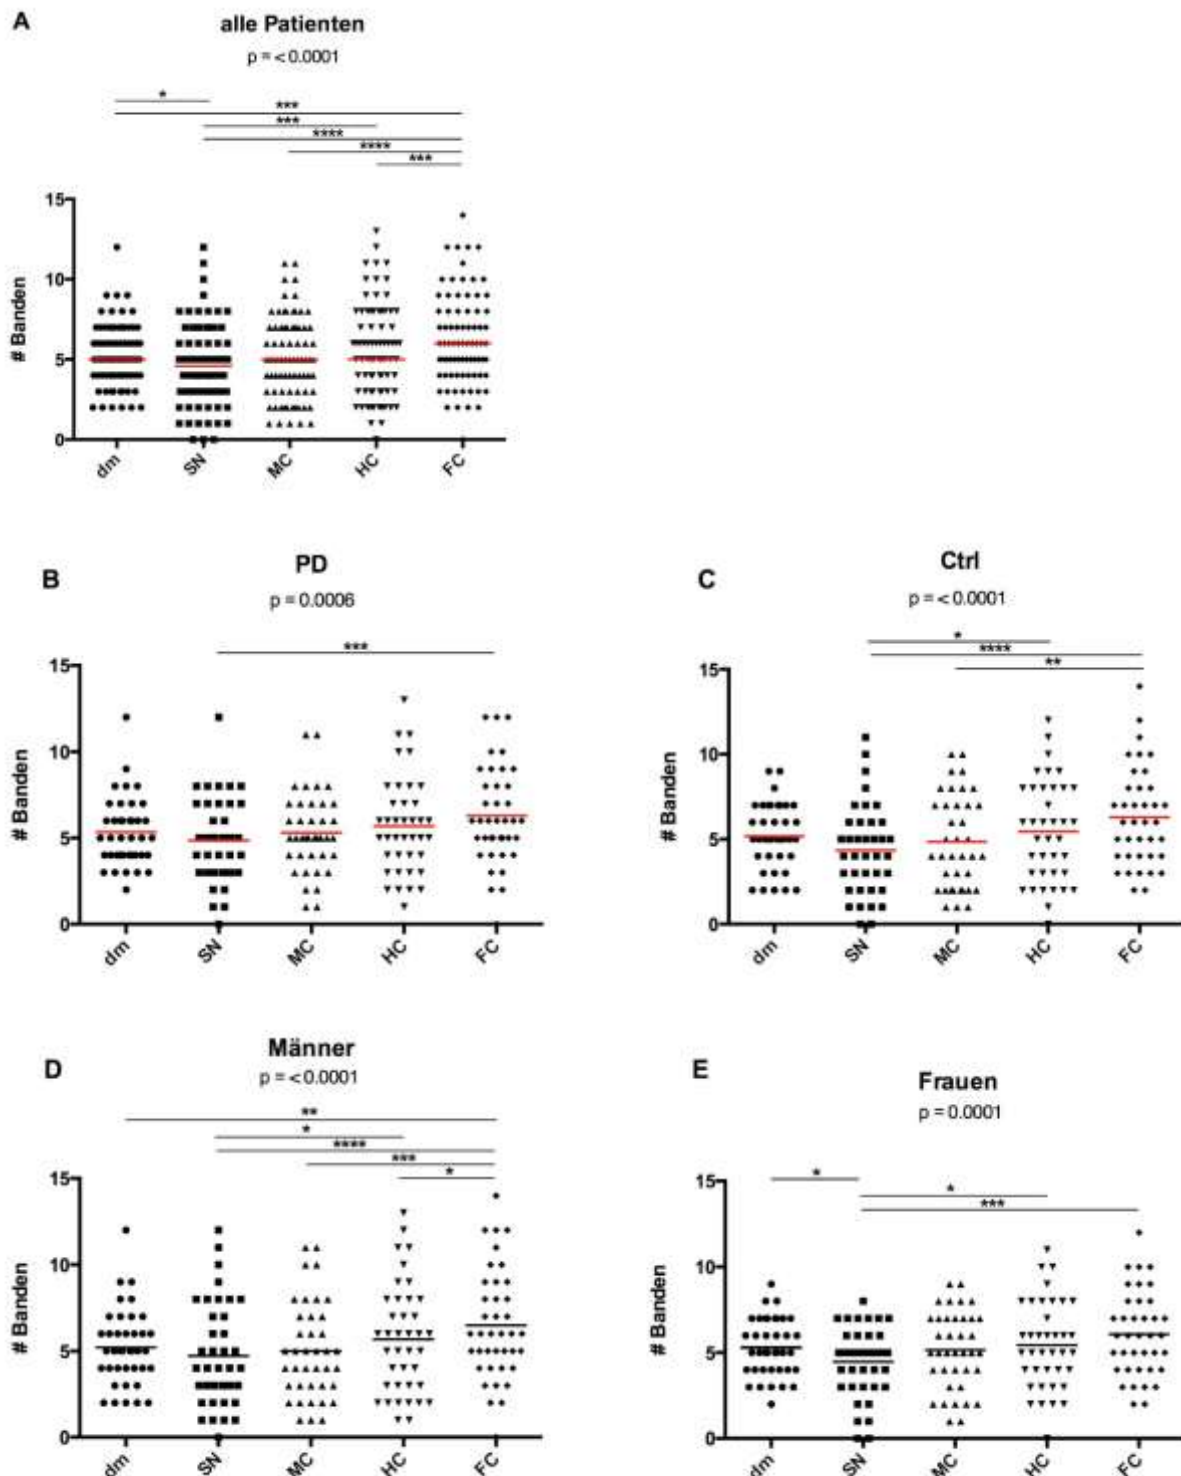 A
alle Patienten
p = < 0.0001
*
***
***
****
****
***
15
10
5
0
# Banden
dm
SN
MC
HC
FC
B
PD
p = 0.0006
***
15
10
5
0
# Banden
dm
SN
MC
HC
FC
C
Ctrl
p = < 0.0001
*
****
**
15
10
5
0
# Banden
dm
SN
MC
HC
FC
D
Männer
p = < 0.0001
**
*
****
***
*
15
10
5
0
# Banden
dm
SN
MC
HC
FC
E
Frauen
p = 0.0001
*
*
***
15
10
5
0
# Banden
dm
SN
MC
HC
FC